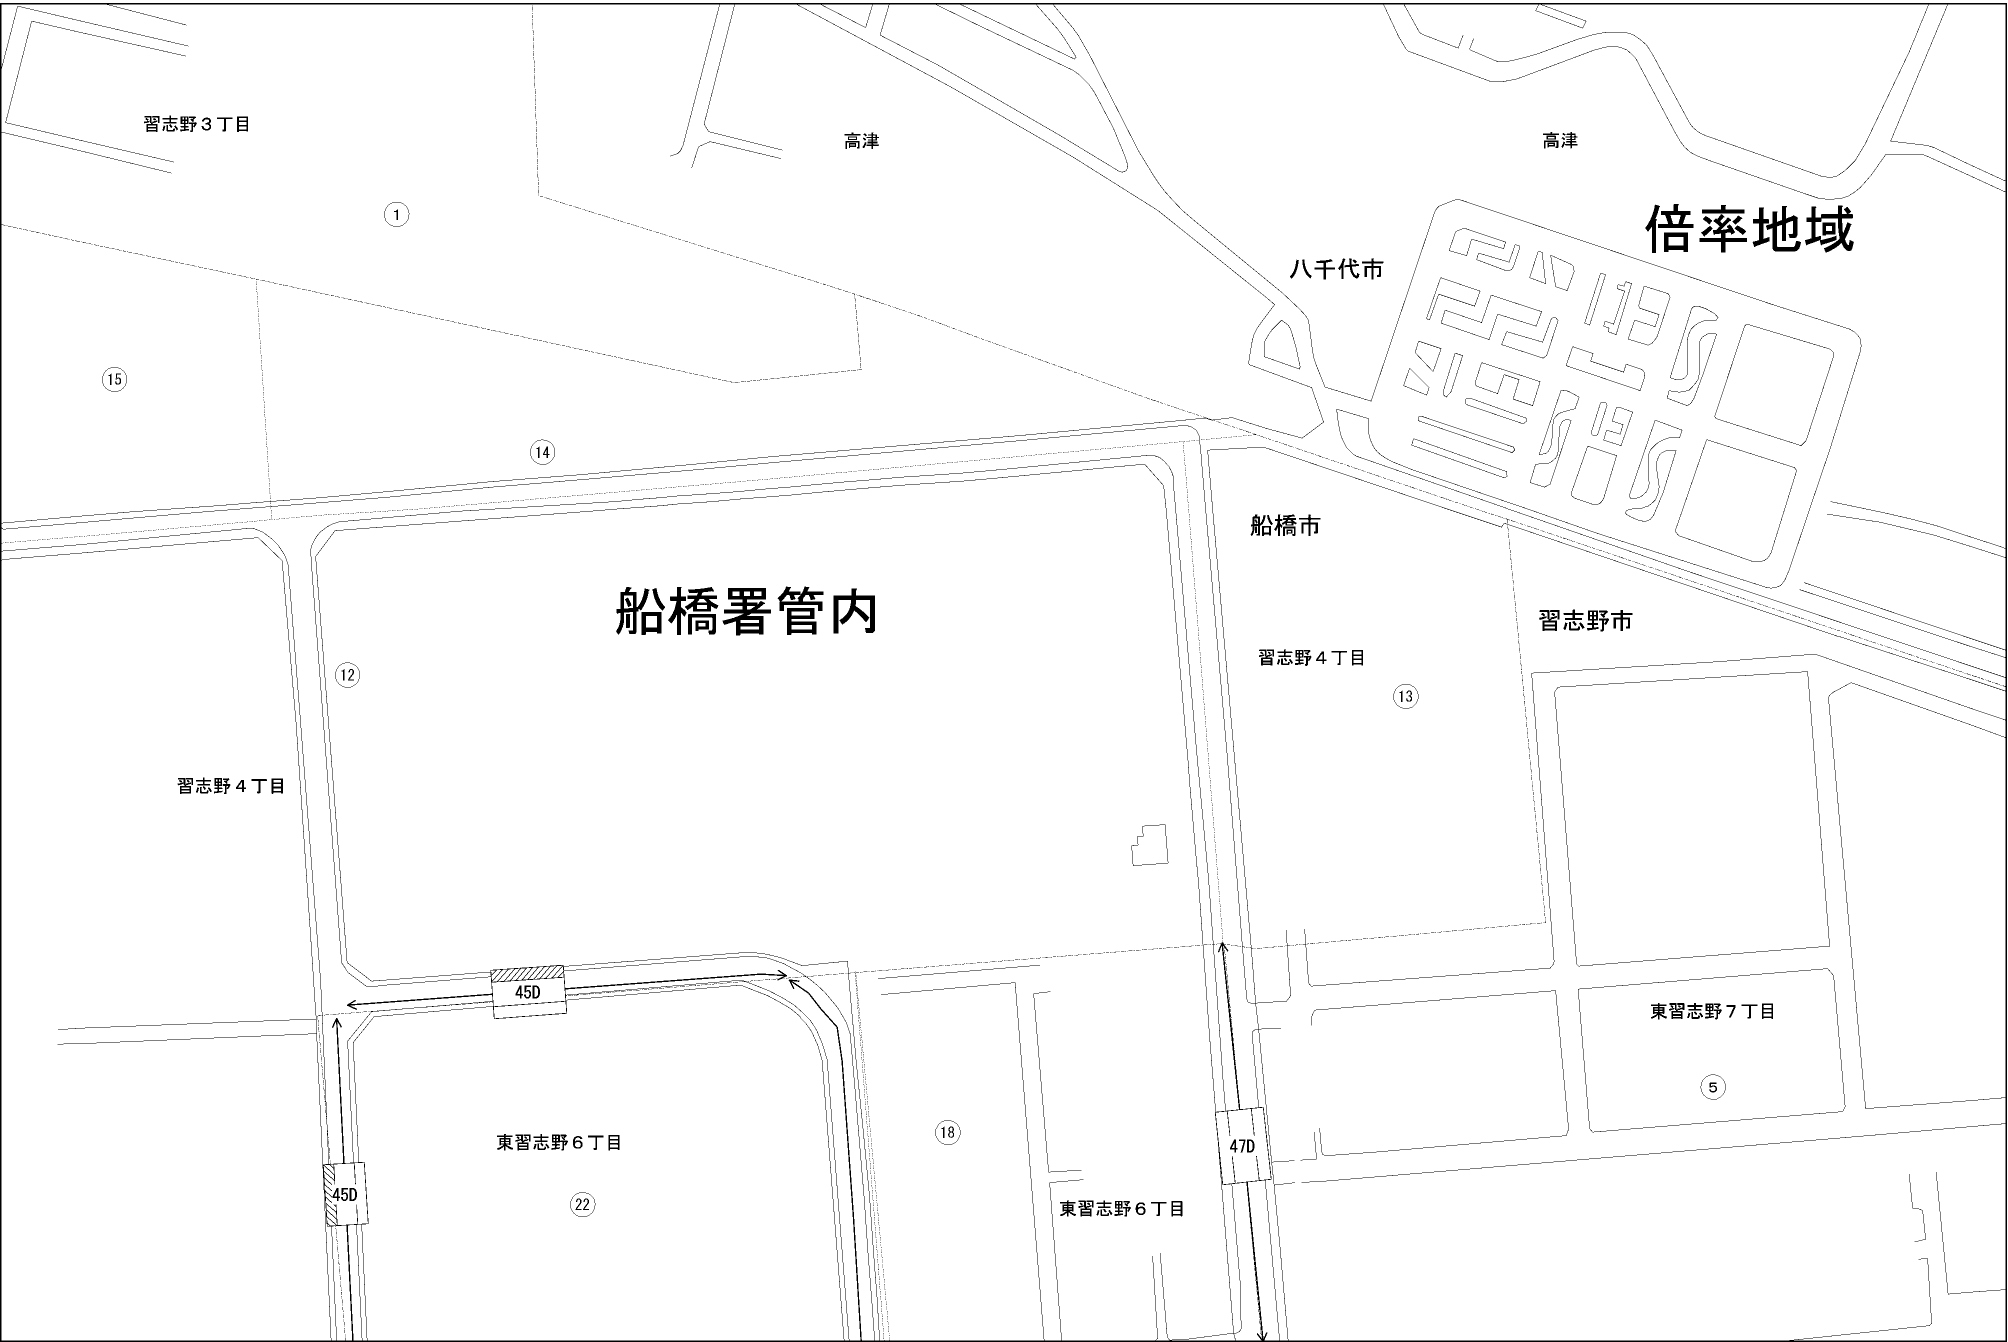 習志野３丁目
高津
高津
1
倍率地域
八千代市
15
14
船橋市
船橋署管内
習志野市
習志野４丁目
12
13
習志野４丁目
45D
東習志野７丁目
5
東習志野６丁目
18
47D
45D
22
東習志野６丁目